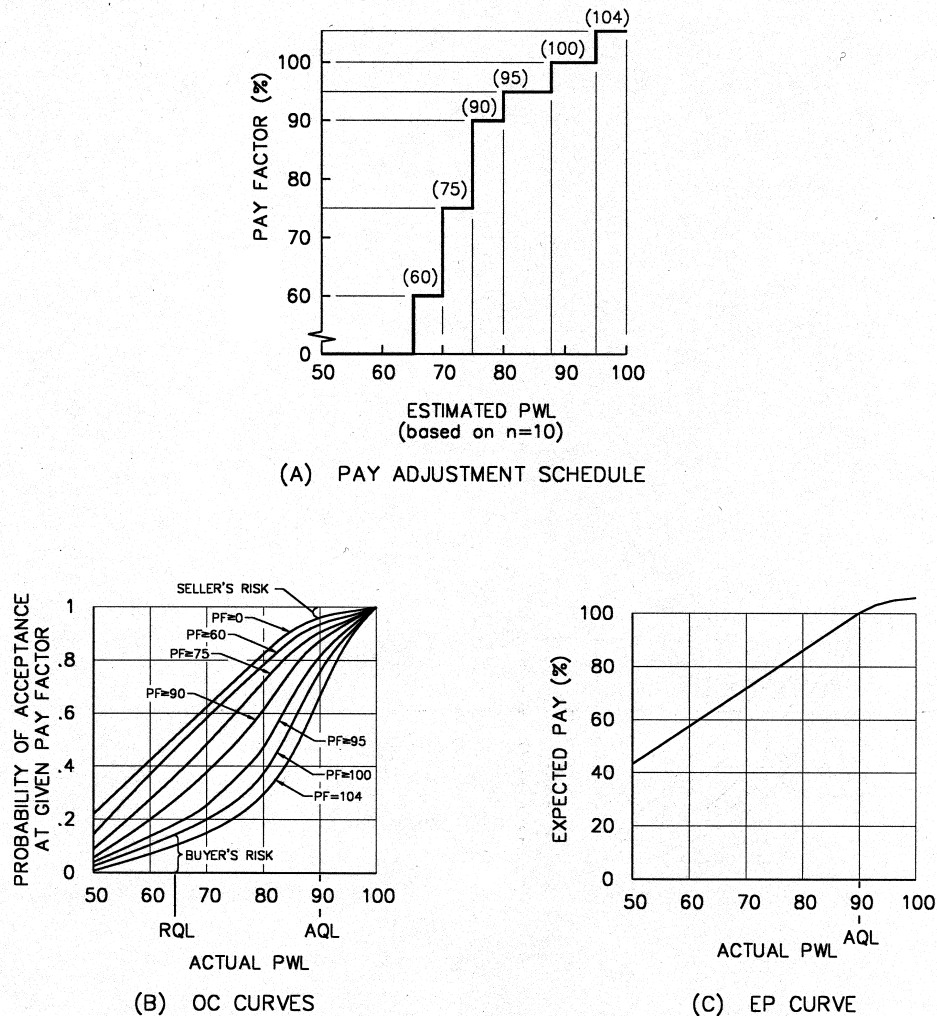 (104)
(100)
(95)
(90)
(75)
(60)
PAY FACTOR (%)
100
90
80
70
60
0
50 60 70 80 90 100
ESTIMATED PWL
(based on n=10)
(A) PAY ADJUSTMENT SCHEDULE
SELLER'S RISK
PROBABILITY OF ACCEPTANCE
AT GIVEN PAY FACTOR
1
.8
.6
.4
.2
0
PF≥0
PF≥60
PF≥75
PF≥90
PF≥95
PF≥100
PF=104
BUYER'S RISK
50 60 70 80 90 100
RQL AQL
ACTUAL PWL
(B) OC CURVES
EXPECTED PAY (%)
100
80
60
40
20
0
50 60 70 80 90 100
AQL
ACTUAL PWL
(C) EP CURVE